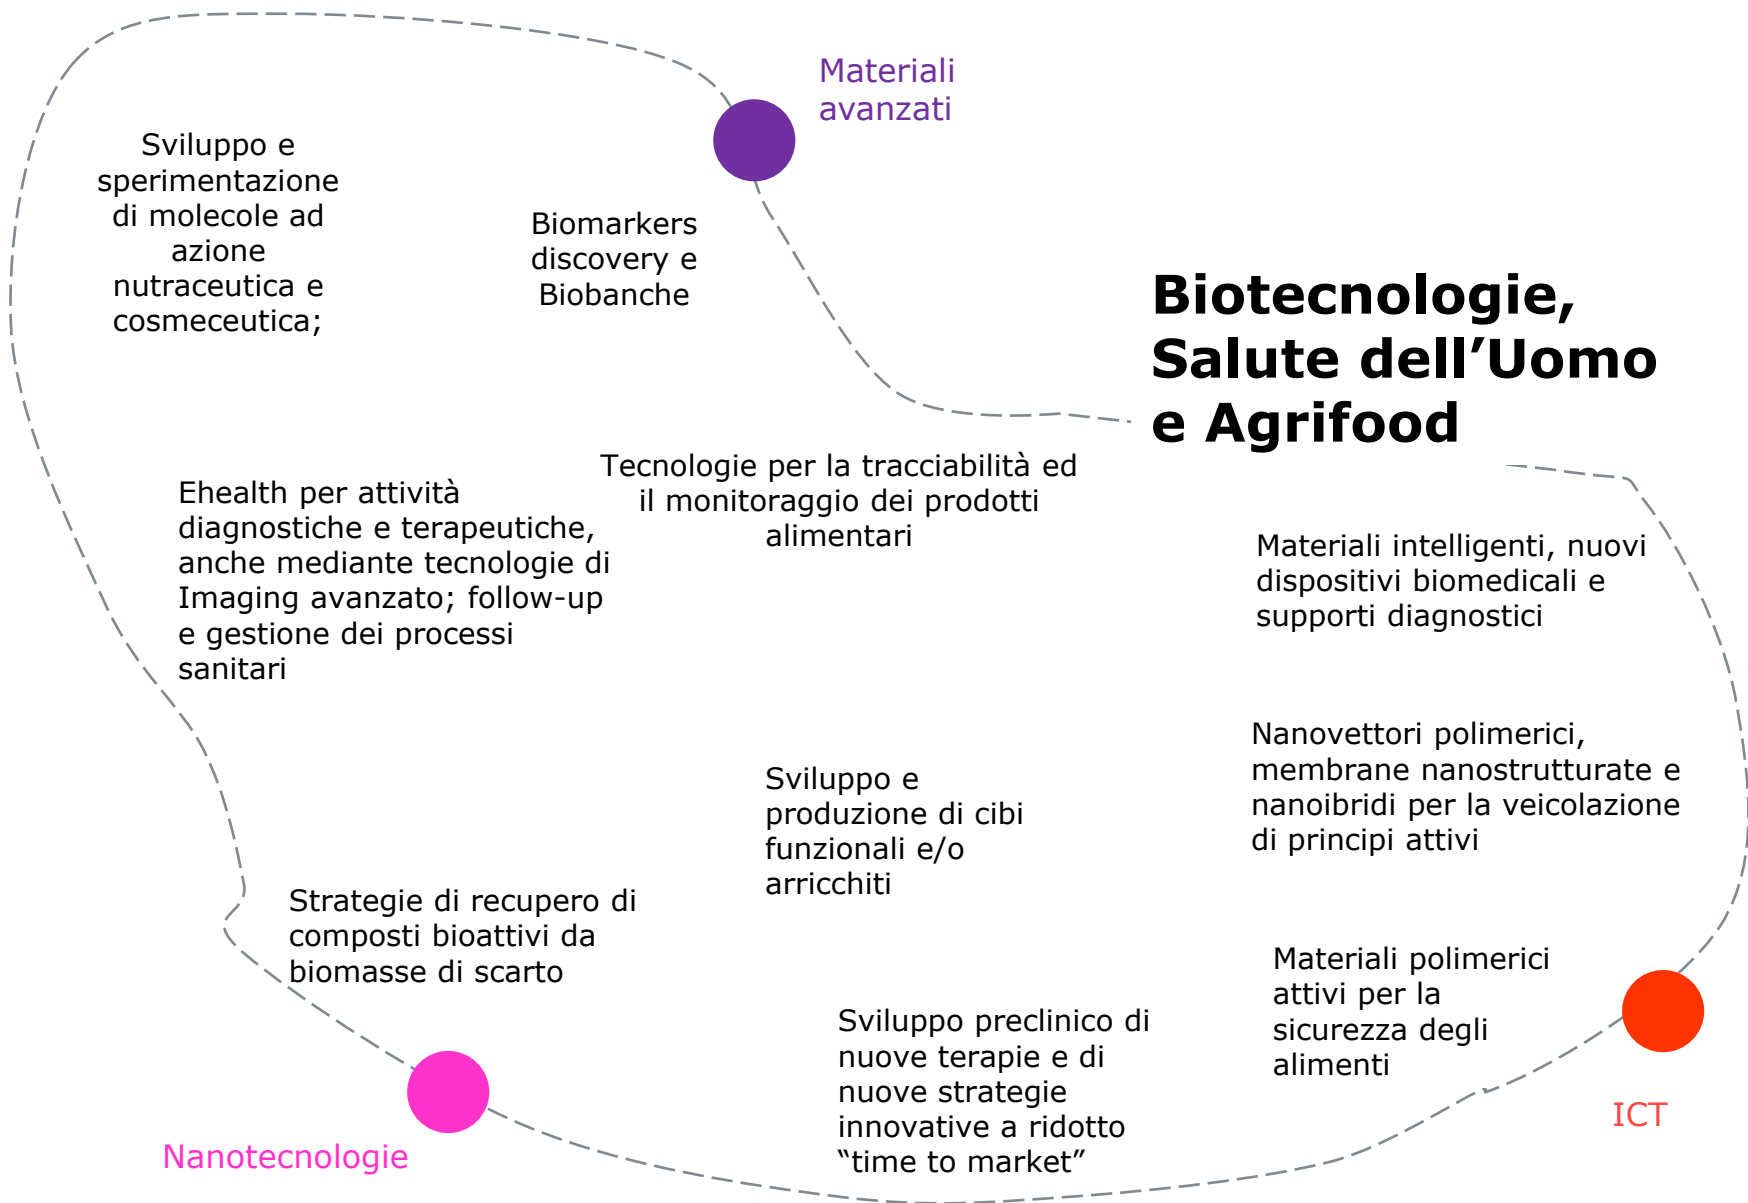 Materiali
avanzati
Sviluppo e
sperimentazione
di molecole ad
azione
nutraceutica e
cosmeceutica;
Biomarkers
discovery e
Biobanche
Biotecnologie,
Salute dell’Uomo
e Agrifood
Tecnologie per la tracciabilità ed
il monitoraggio dei prodotti
alimentari
Ehealth per attività
diagnostiche e terapeutiche,
anche mediante tecnologie di
Imaging avanzato; follow-up
e gestione dei processi
sanitari
Materiali intelligenti, nuovi
dispositivi biomedicali e
supporti diagnostici
Nanovettori polimerici,
membrane nanostrutturate e
nanoibridi per la veicolazione
di principi attivi
Sviluppo e
produzione di cibi
funzionali e/o
arricchiti
Strategie di recupero di
composti bioattivi da
biomasse di scarto
Materiali polimerici
attivi per la
sicurezza degli
alimenti
Sviluppo preclinico di
nuove terapie e di
nuove strategie
innovative a ridotto
“time to market”
ICT
Nanotecnologie